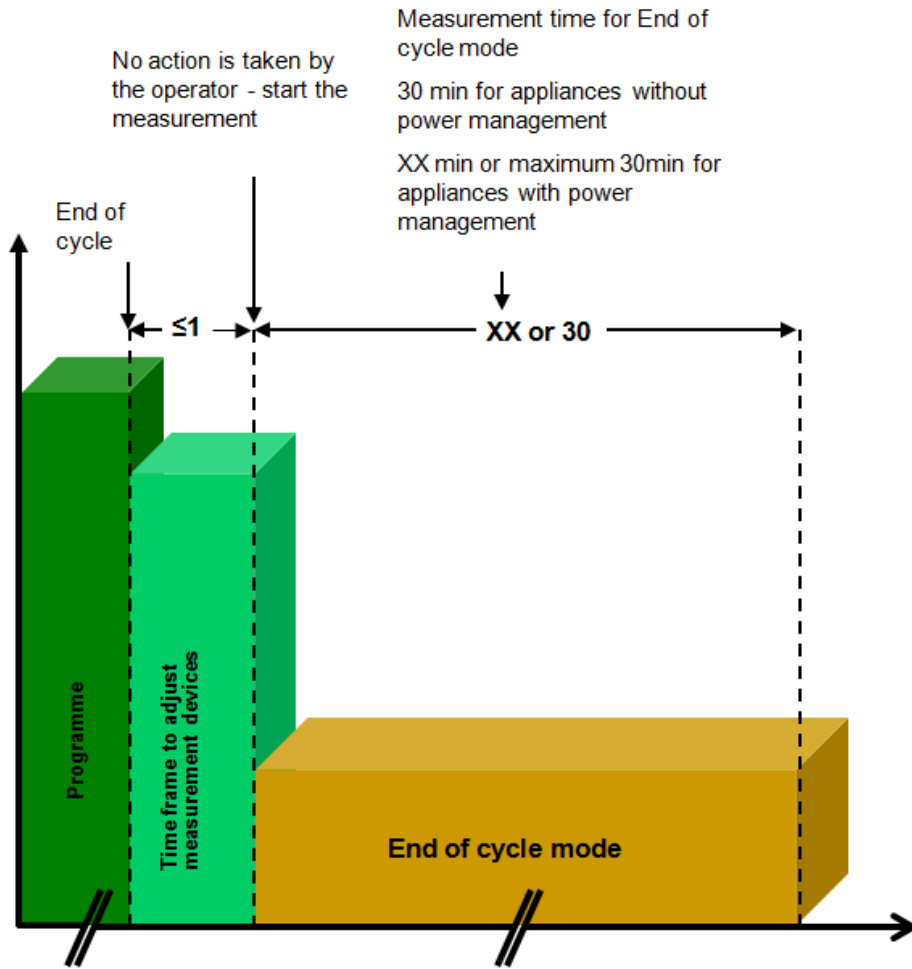 Measurement time for End of
cycle mode
30 min for appliances without
power management
XX min or maximum 30min for
appliances with power
management
No action is taken by
the operator - start the
measurement
End of
cycle
≤1
XX or 30
Programme
Time frame to adjust
measurement devices
End of cycle mode